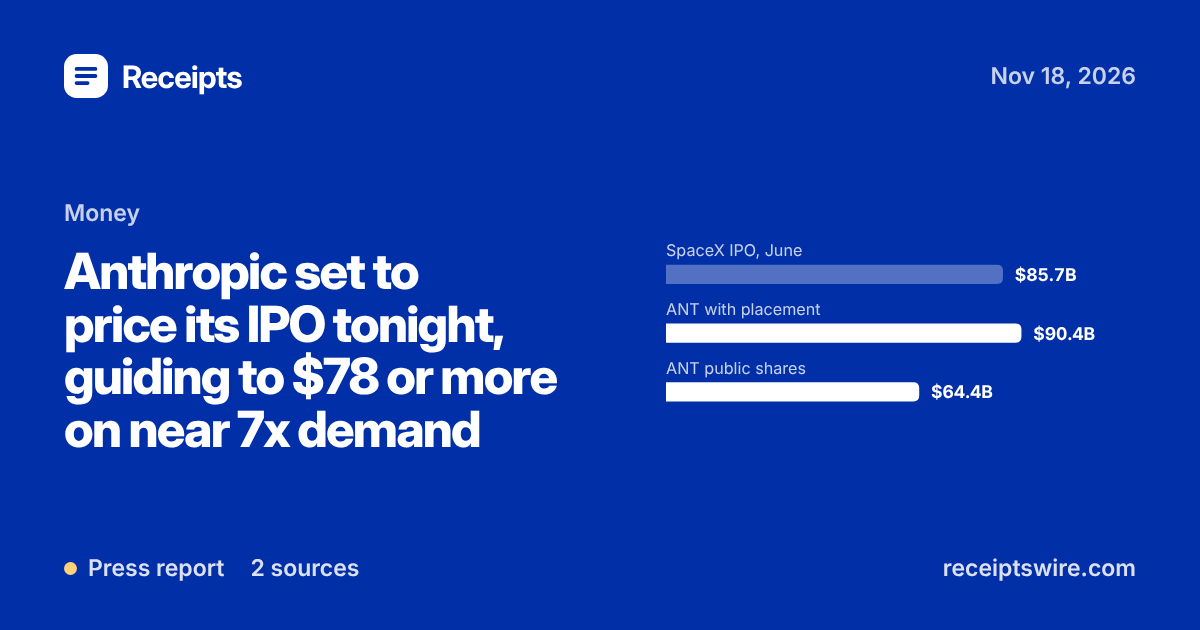 Receipts
Nov 18, 2026
Money
Anthropic set to
price its IPO tonight,
guiding to $78 or more
on near 7x demand
SpaceX IPO, June
$85.7B
ANT with placement
$90.4B
ANT public shares
$64.4B
Press report
2 sources
receiptswire.com